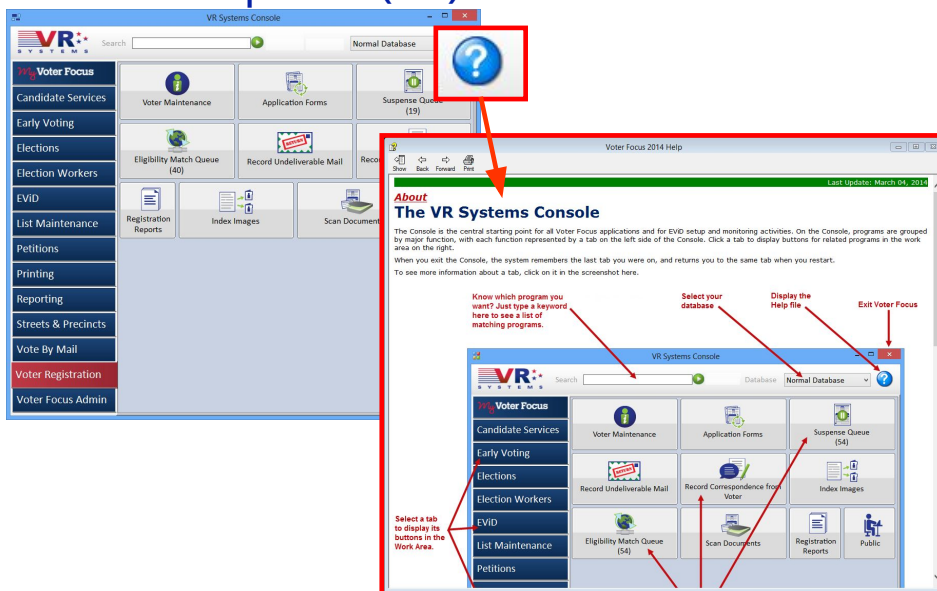 VR Systems Console
VR
SYSTEMS
Search
Normal Database
My Voter Focus
Candidate Services
Early Voting
Elections
Election Workers
EViD
List Maintenance
Petitions
Printing
Reporting
Streets & Precincts
Vote By Mail
Voter Registration
Voter Focus Admin
Voter Maintenance
Application Forms
Suspense Queue
(19)
Eligibility Match Queue
(40)
Record Undeliverable Mail
Registration
Reports
Index Images
Scan Documents
?
Voter Focus 2014 Help
Show Back Forward Print
Last Update: March 04, 2014
About
The VR Systems Console
The Console is the central starting point for all Voter Focus applications and for EViD setup and monitoring activities. On the Console, programs are grouped
by major function, with each function represented by a tab on the left side of the Console. Click a tab to display buttons for related programs in the work
area on the right.
When you exit the Console, the system remembers the last tab you were on, and returns you to the same tab when you restart.
To see more information about a tab, click on it in the screenshot here.
Know which program you
want? Just type a keyword
here to see a list of
matching programs.
Select your
database
Display the
Help file
Exit Voter Focus
VR Systems Console
VR
SYSTEMS
Search
Database
Normal Database
?
My Voter Focus
Candidate Services
Early Voting
Elections
Election Workers
EViD
List Maintenance
Petitions
Select a tab
to display its
buttons in the
Work Area.
Voter Maintenance
Application Forms
Suspense Queue
(54)
Record Undeliverable Mail
Record Correspondence from
Voter
Index Images
Eligibility Match Queue
(54)
Scan Documents
Registration
Reports
Public